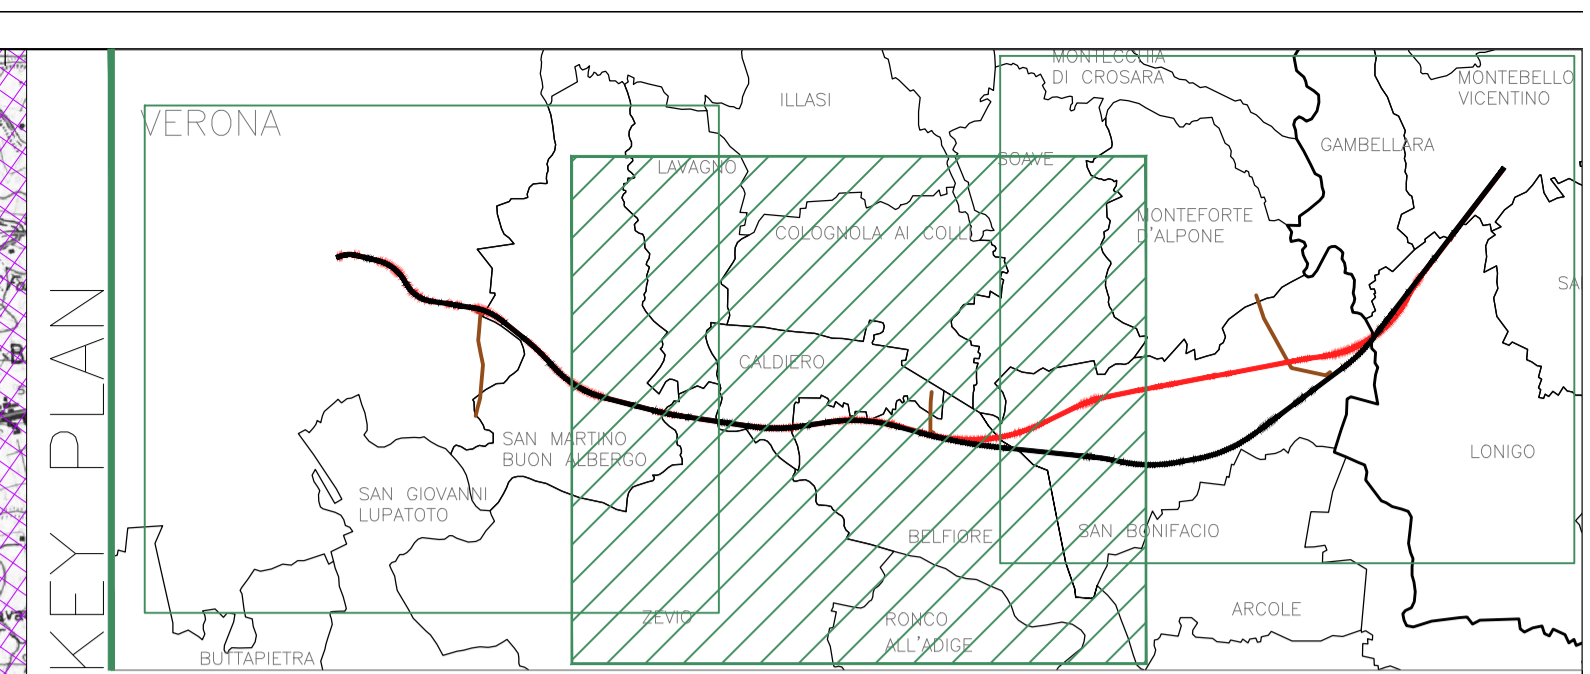 KEY PLAN
VERONA
ILLASI
MONTECCHIA
DI CROSARA
MONTEBELLO
VICENTINO
GAMBELLARA
LAVAGNO
SOAVE
COLOGNOLA AI COLLI
MONTEFORTE
D'ALPONE
SA
CALDIERO
SAN MARTINO
BUON ALBERGO
LONIGO
SAN GIOVANNI
LUPATOTO
BELFIORE
SAN BONIFACIO
ZEVIO
RONCO
ALL'ADIGE
ARCOLE
BUTTAPIETRA